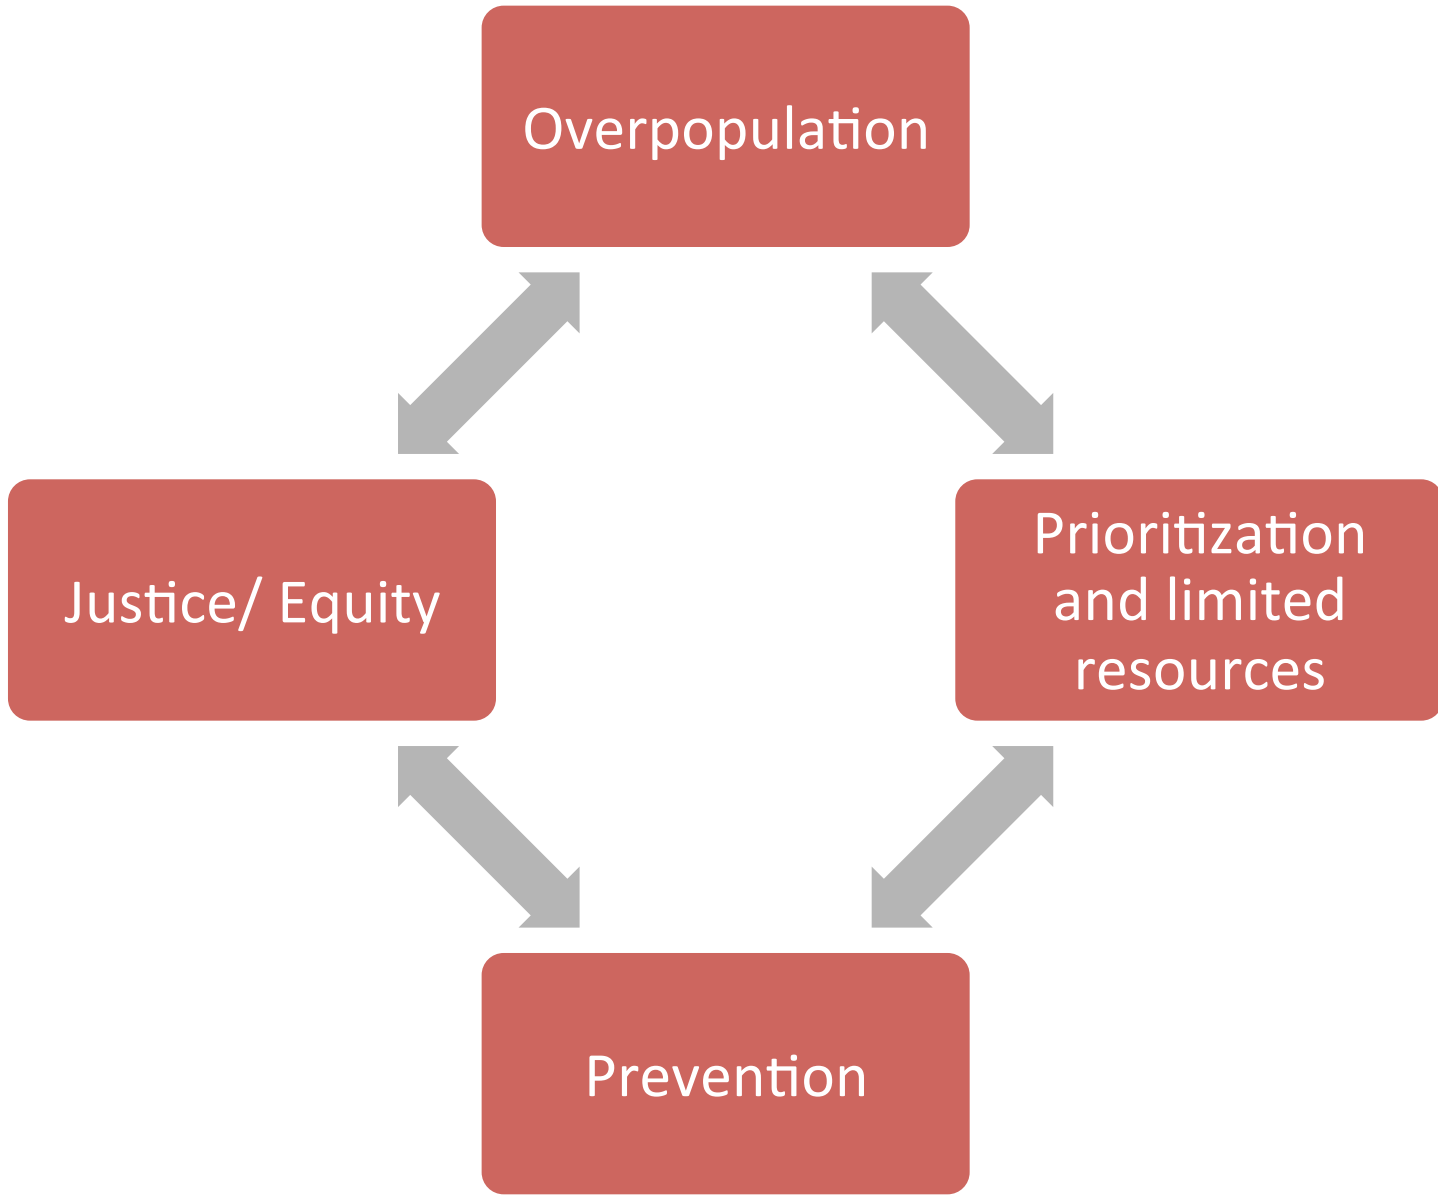 Overpopulation
Justice/ Equity
Prioritization
and limited
resources
Prevention